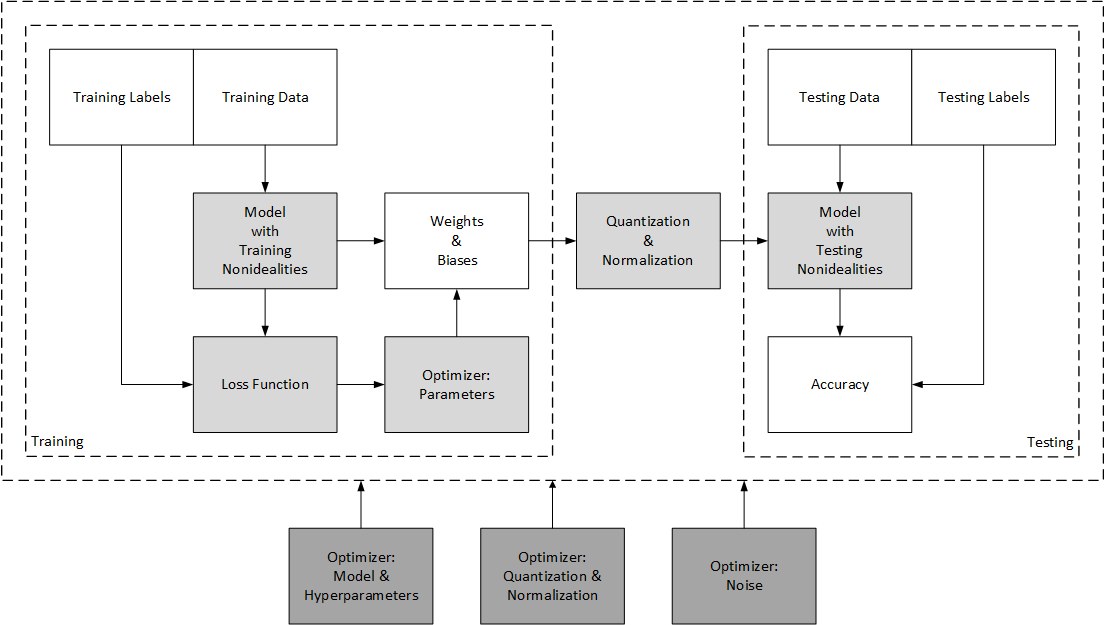 Training Labels
Training Data
Testing Data
Testing Labels
Model
with
Training
Nonidealities
Weights
&
Biases
Quantization
&
Normalization
Model
with
Testing
Nonidealities
Loss Function
Optimizer:
Parameters
Accuracy
Training
Testing
Optimizer:
Model &
Hyperparameters
Optimizer:
Quantization &
Normalization
Optimizer:
Noise